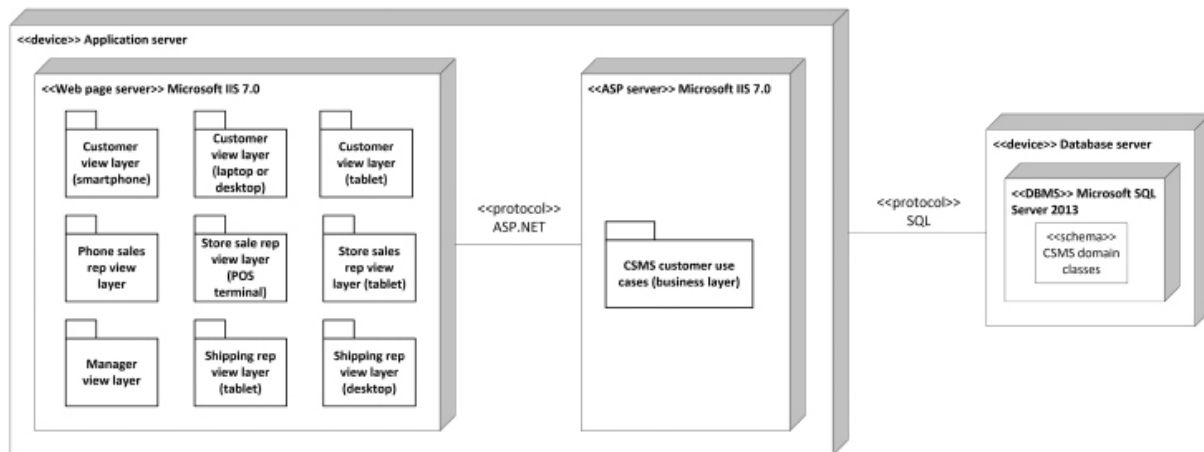 <<device>> Application server
<<Web page server>> Microsoft IIS 7.0
Customer
view layer
(smartphone)
Customer
view layer
(laptop or
desktop)
Customer
view layer
(tablet)
Phone sales
rep view
layer
Store sale rep
view layer
(POS
terminal)
Store sales
rep view
layer (tablet)
Manager
view layer
Shipping rep
view layer
(tablet)
Shipping rep
view layer
(desktop)
<<protocol>>
ASP.NET
<<ASP server>> Microsoft IIS 7.0
CSMS customer use
cases (business layer)
<<protocol>>
SQL
<<device>> Database server
<<DBMS>> Microsoft SQL
Server 2013
<<schema>>
CSMS domain
classes